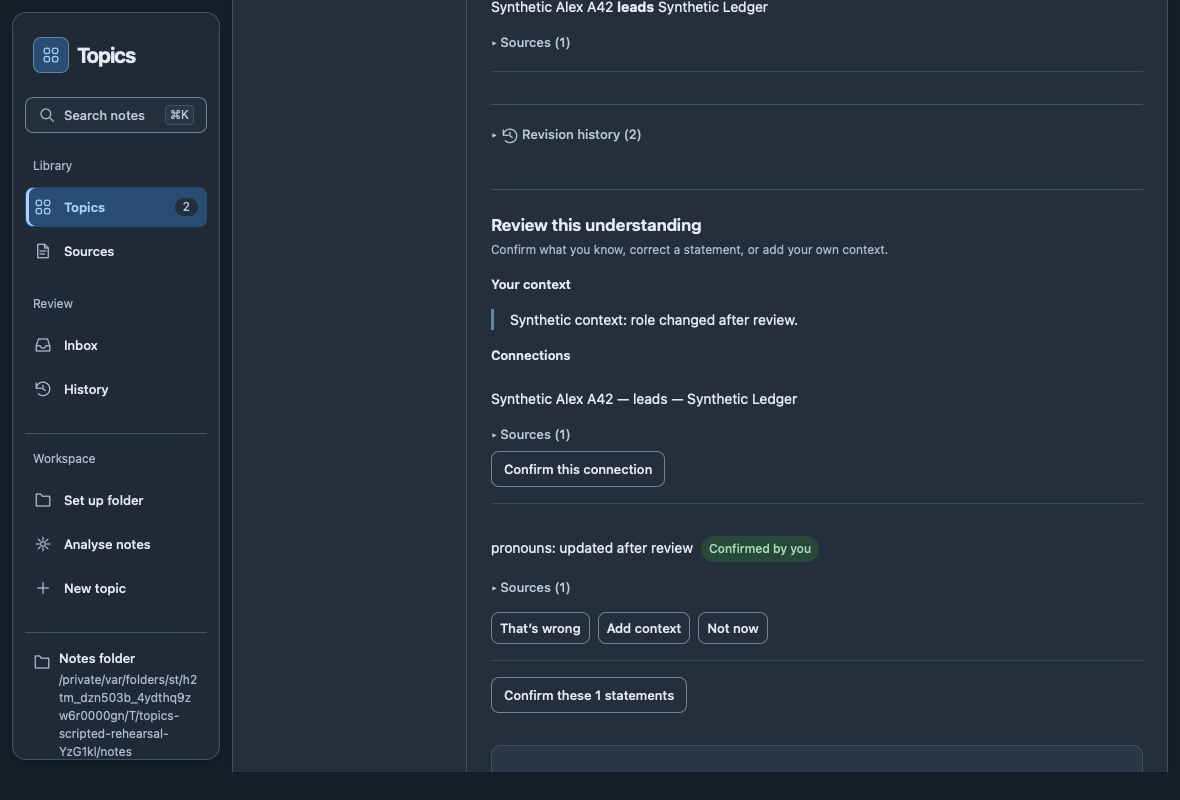 Topics
Search notes ⌘K
Library
Topics 2
Sources
Review
Inbox
History
Workspace
Set up folder
Analyse notes
New topic
Notes folder
/private/var/folders/st/h2
tm_dzn503b_4ydthq9z
w6r0000gn/T/topics-
scripted-rehearsal-
YzG1kl/notes
Synthetic Alex A42 leads Synthetic Ledger
Sources (1)
Revision history (2)
Review this understanding
Confirm what you know, correct a statement, or add your own context.
Your context
Synthetic context: role changed after review.
Connections
Synthetic Alex A42 — leads — Synthetic Ledger
Sources (1)
Confirm this connection
pronouns: updated after review Confirmed by you
Sources (1)
That’s wrong Add context Not now
Confirm these 1 statements